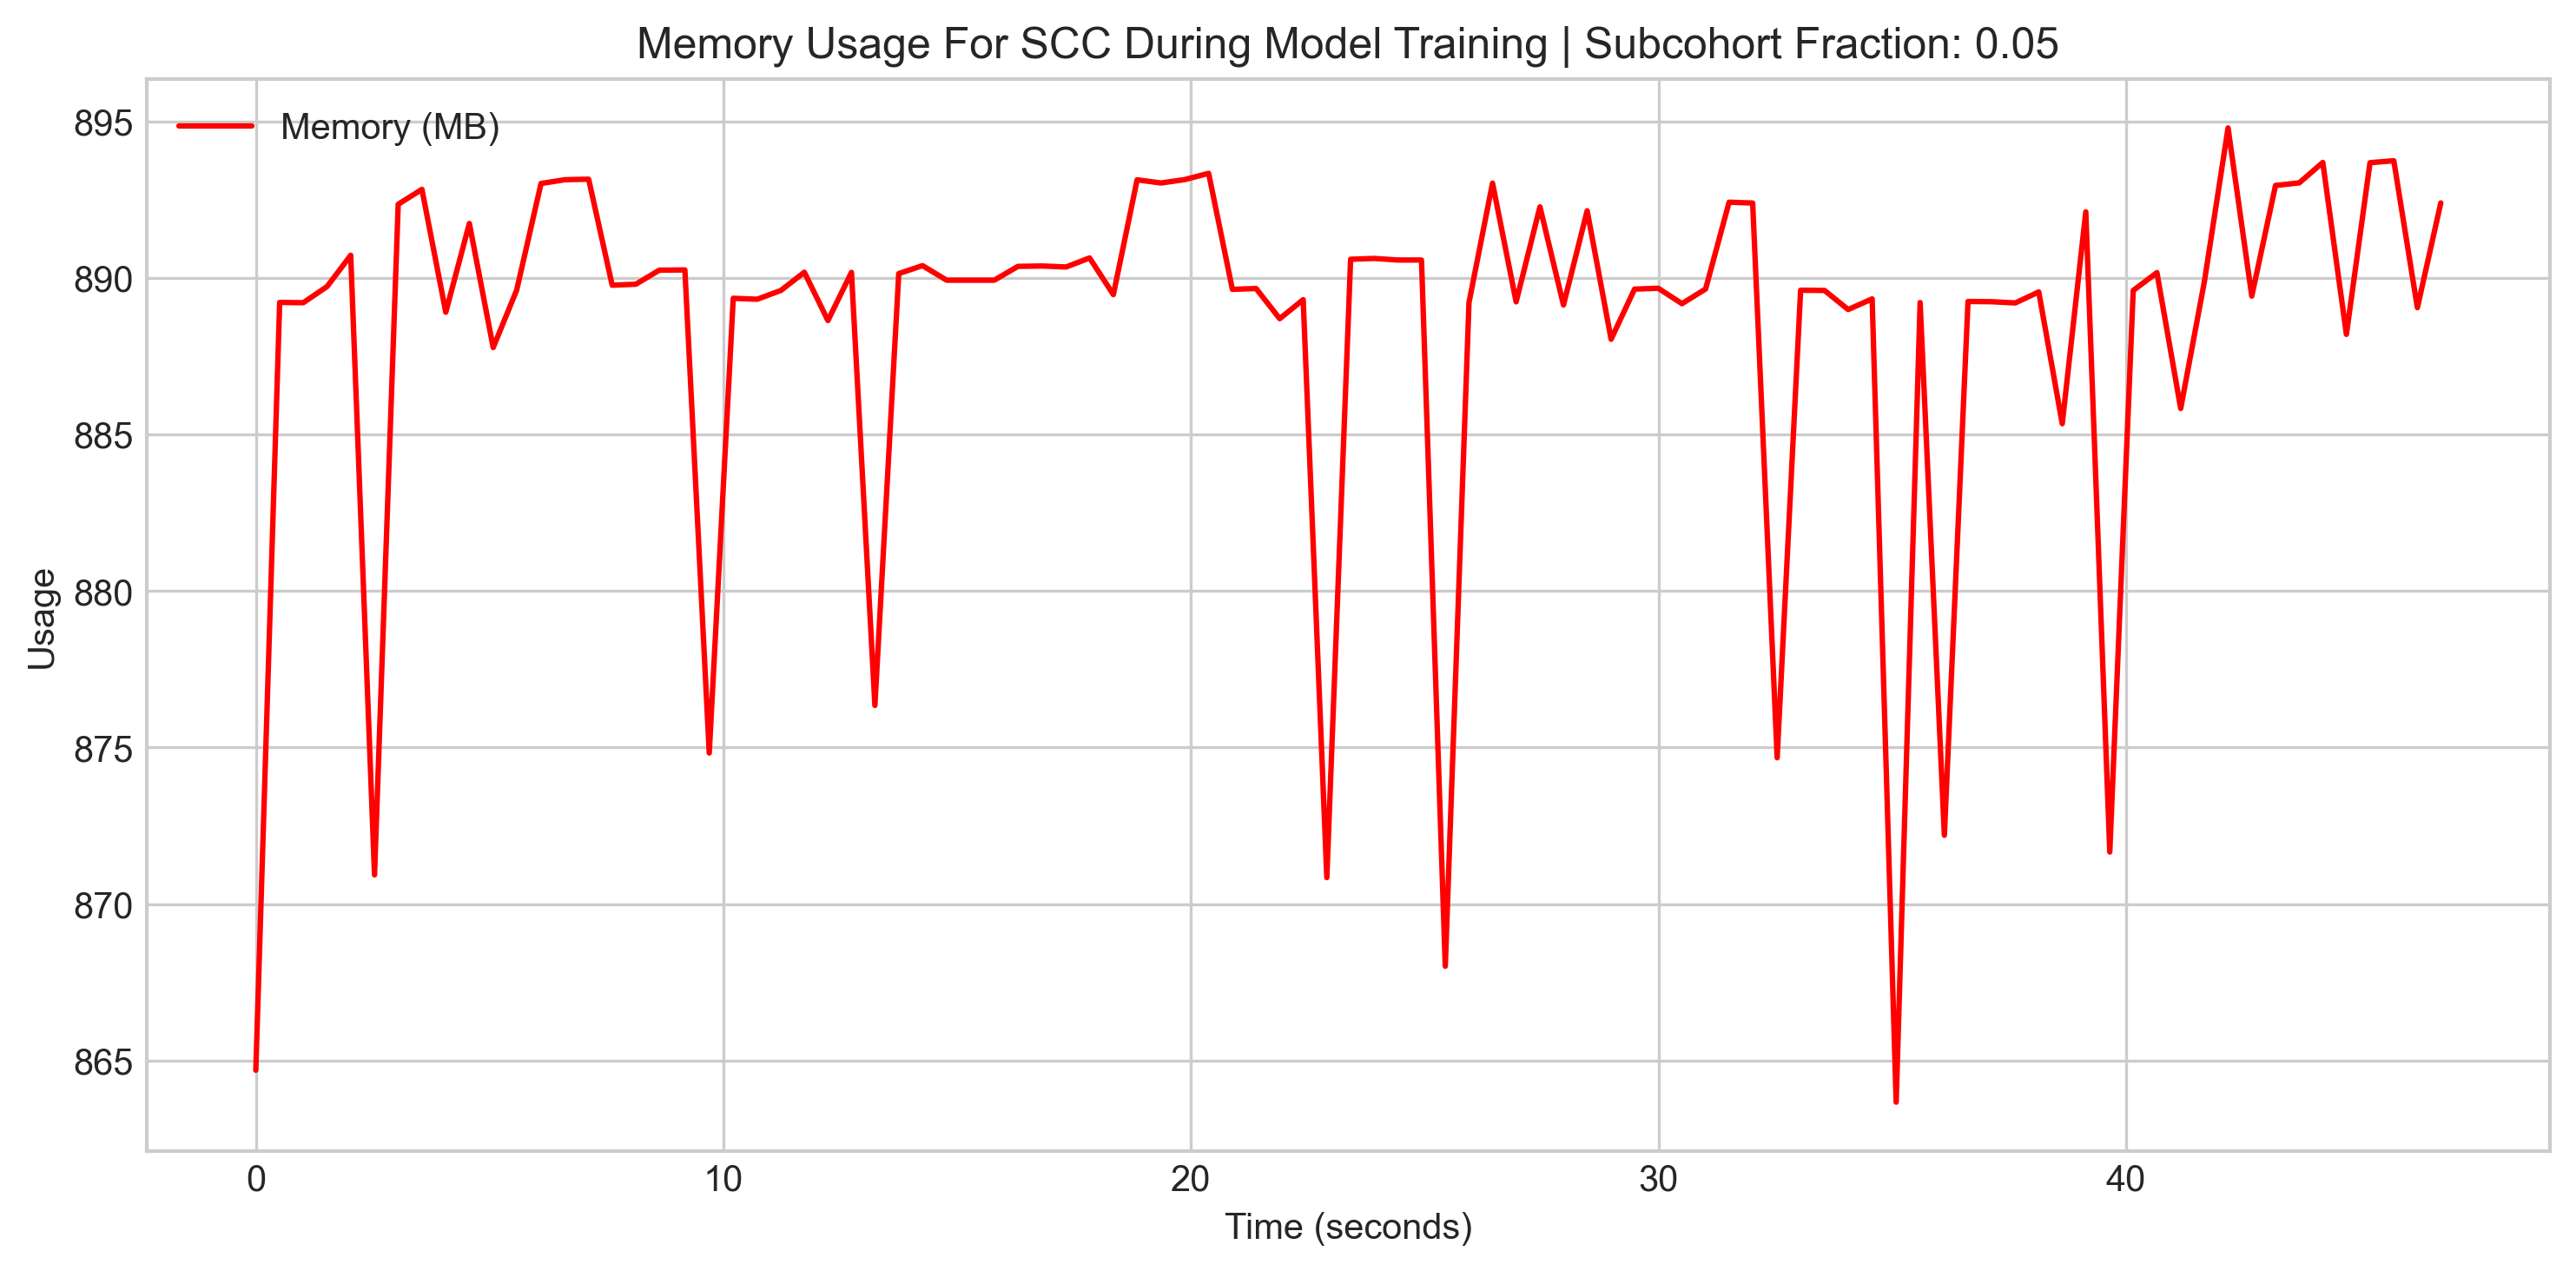 Memory Usage For SCC During Model Training | Subcohort Fraction: 0.05
Memory (MB)
895
890
885
880
875
870
865
Usage
0 10 20 30 40
Time (seconds)